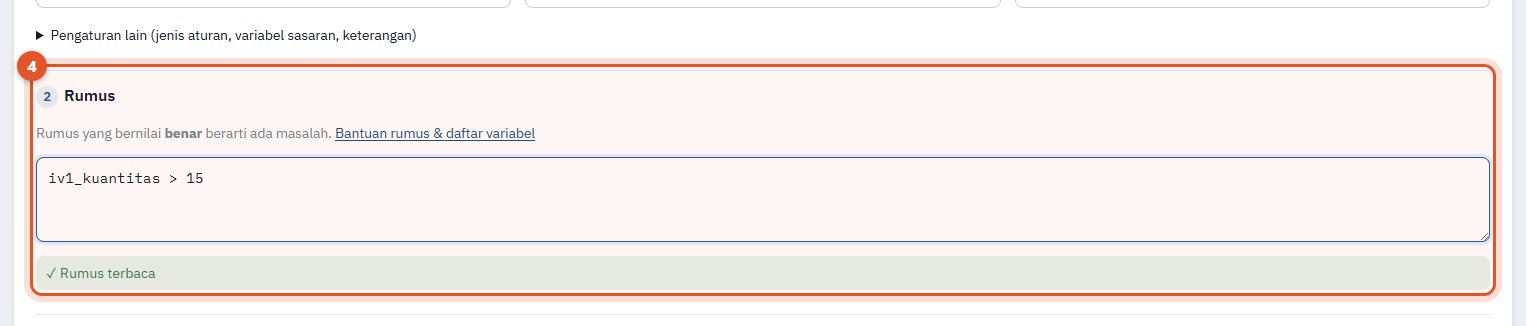 ▶ Pengaturan lain (jenis aturan, variabel sasaran, keterangan)
4
2 Rumus
Rumus yang bernilai benar berarti ada masalah. Bantuan rumus & daftar variabel
iv1_kuantitas > 15
✓ Rumus terbaca